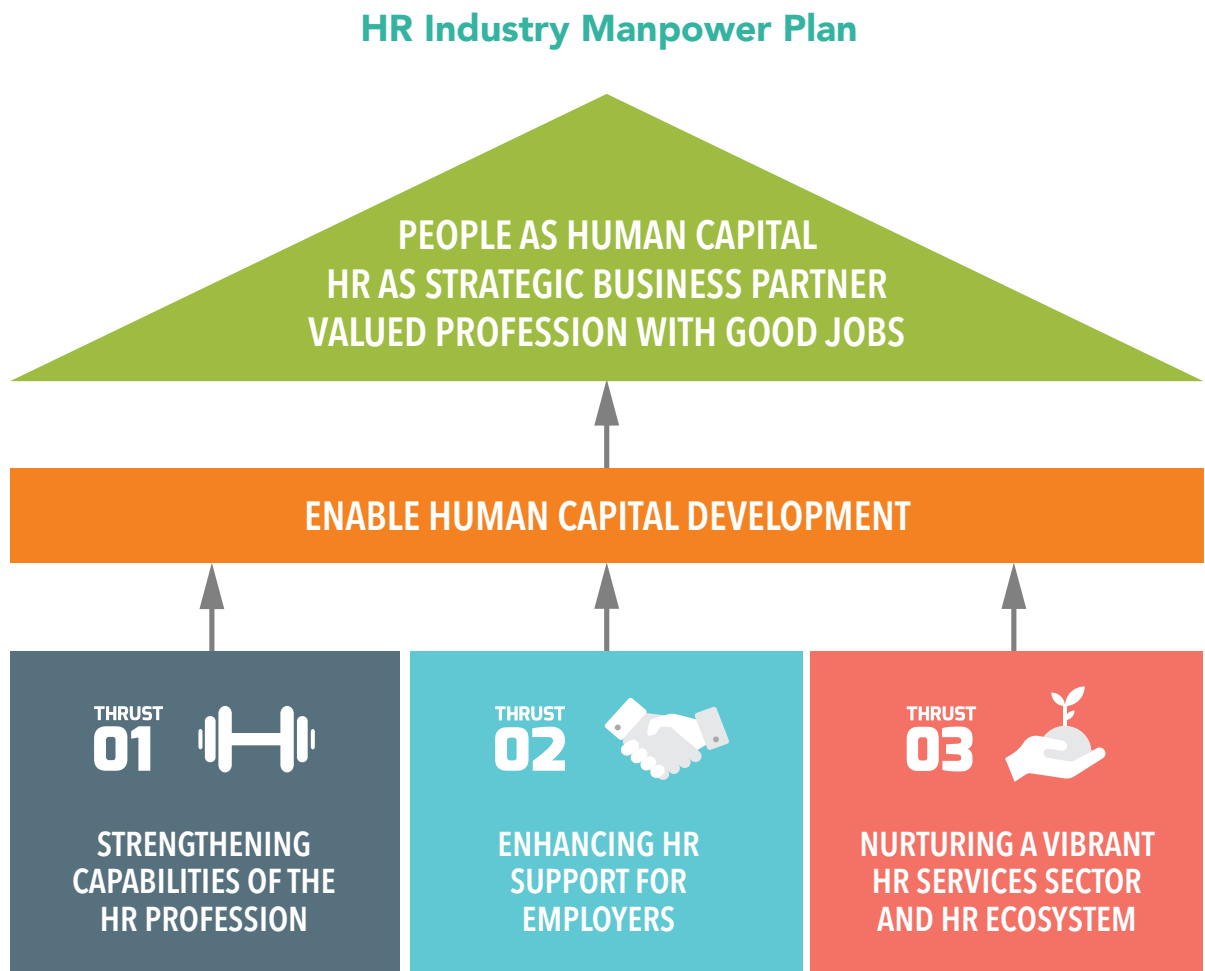 HR Industry Manpower Plan
PEOPLE AS HUMAN CAPITAL
HR AS STRATEGIC BUSINESS PARTNER
VALUED PROFESSION WITH GOOD JOBS
ENABLE HUMAN CAPITAL DEVELOPMENT
THRUST
01
STRENGTHENING
CAPABILITIES OF THE
HR PROFESSION
THRUST
02
ENHANCING HR
SUPPORT FOR
EMPLOYERS
THRUST
03
NURTURING A VIBRANT
HR SERVICES SECTOR
AND HR ECOSYSTEM